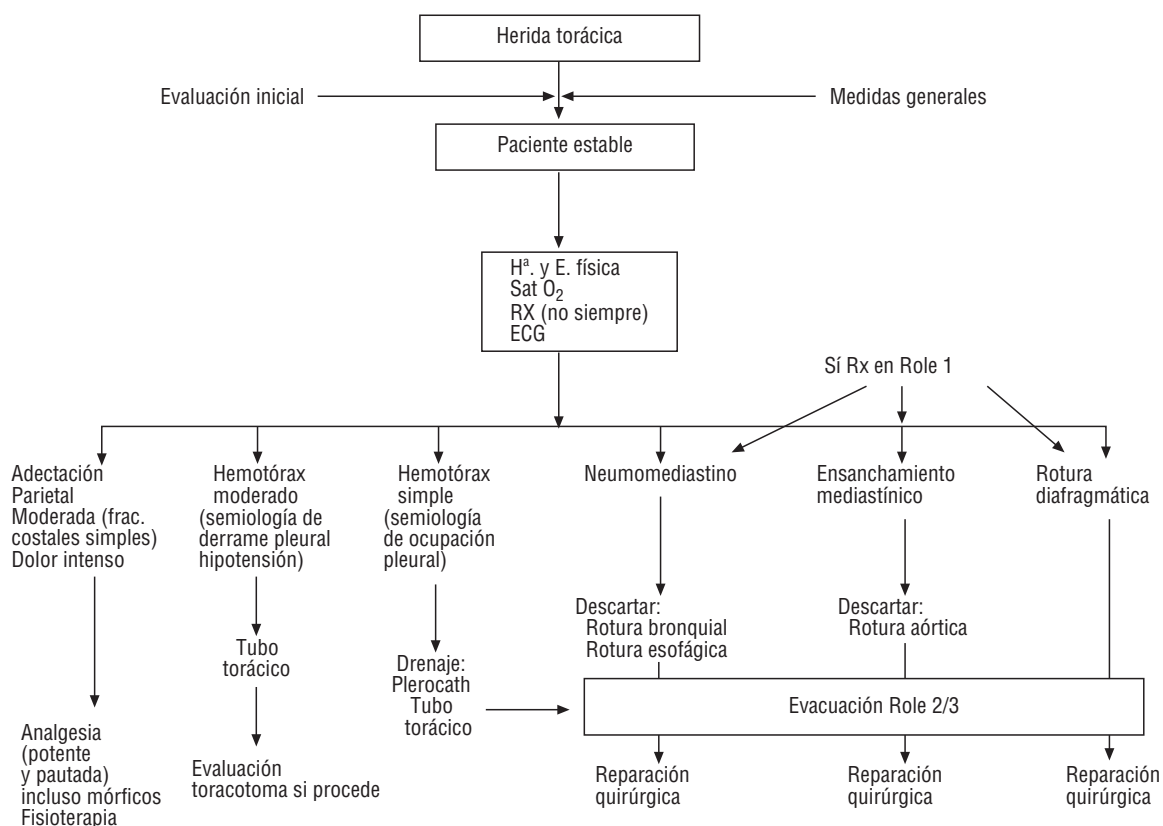 Herida torácica
Evaluación inicial
Medidas generales
Paciente estable
Hª. y E. física
Sat O₂
RX (no siempre)
ECG
Sí Rx en Role 1
Adectación
Parietal
Moderada (frac.
costales simples)
Dolor intenso
Hemotórax
moderado
(semiología de
derrame pleural
hipotensión)
Hemotórax
simple
(semiología
de ocupación
pleural)
Neumomediastino
Ensanchamiento
mediastínico
Rotura
diafragmática
Descartar:
Rotura bronquial
Rotura esofágica
Descartar:
Rotura aórtica
Tubo
torácico
Drenaje:
Plerocath
Tubo
torácico
Evacuación Role 2/3
Analgesia
(potente
y pautada)
incluso mórficos
Fisioterapia
Evaluación
toracotoma si procede
Reparación
quirúrgica
Reparación
quirúrgica
Reparación
quirúrgica